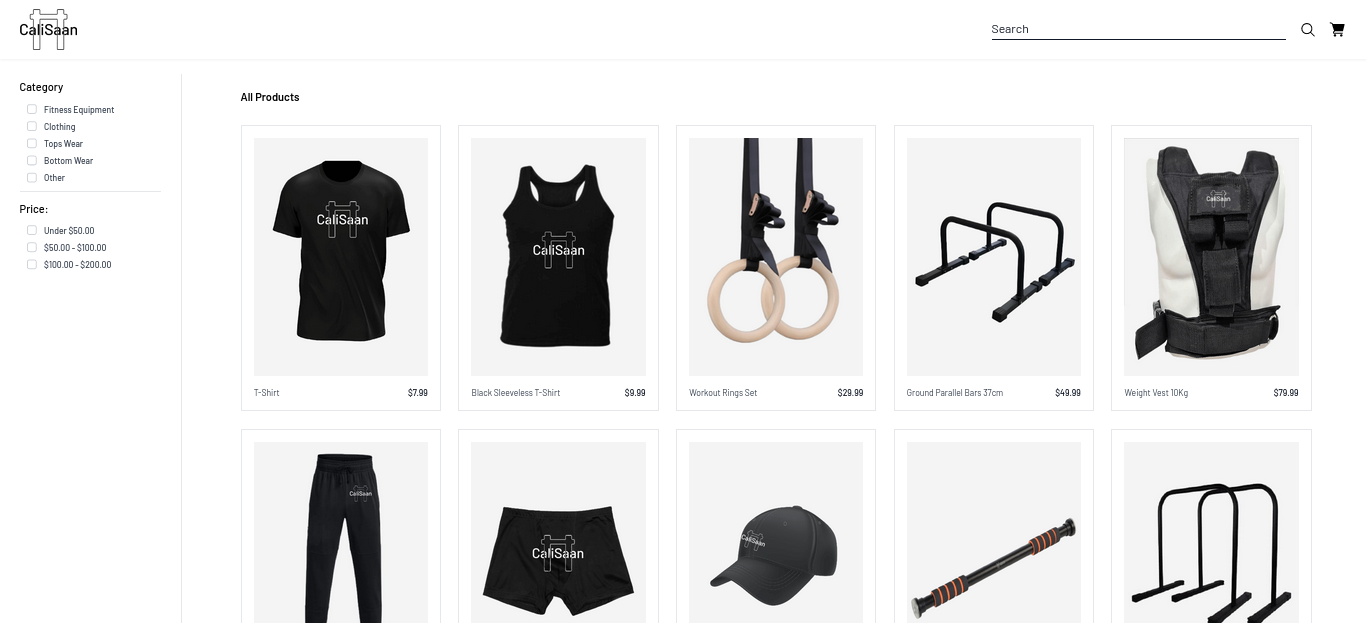 CaliSaan
Search
Category
Fitness Equipment
Clothing
Tops Wear
Bottom Wear
Other
Price:
Under $50.00
$50.00 - $100.00
$100.00 - $200.00
All Products
CaliSaan
T-Shirt $7.99
CaliSaan
Black Sleeveless T-Shirt $9.99
Workout Rings Set $29.99
Ground Parallel Bars 37cm $49.99
CaliSaan
Weight Vest 10Kg $79.99
CaliSaan
CaliSaan
CaliSaan